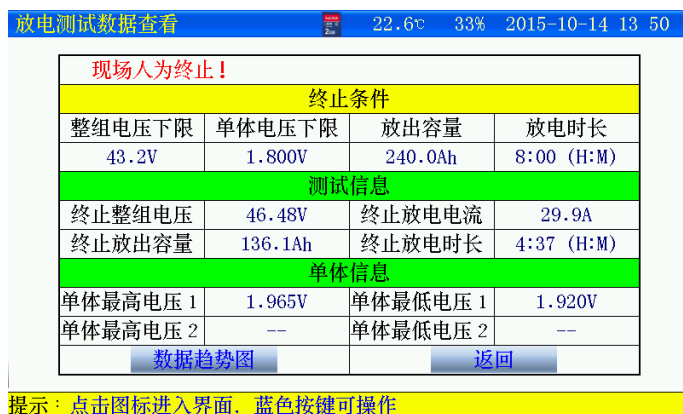 放电测试数据查看 22.6℃ 33% 2015-10-14 13 50
现场人为终止！
终止条件
整组电压下限 单体电压下限 放出容量 放电时长
43.2V 1.800V 240.0Ah 8:00 (H:M)
测试信息
终止整组电压 46.48V 终止放电电流 29.9A
终止放出容量 136.1Ah 终止放电时长 4:37 (H:M)
单体信息
单体最高电压1 1.965V 单体最低电压1 1.920V
单体最高电压2 -- 单体最低电压2 --
数据趋势图 返回
提示：点击图标进入界面，蓝色按键可操作